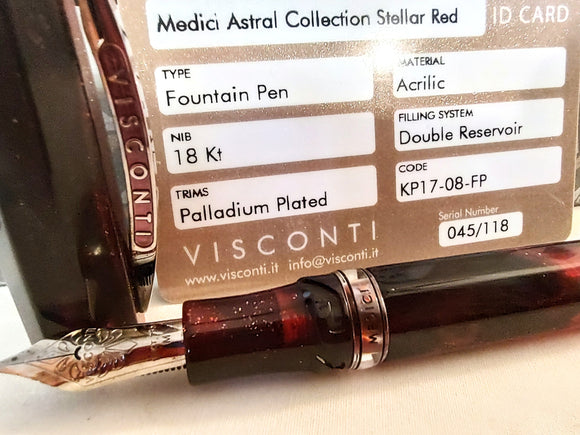 Medici Astral Collection Stellar Red
ID CARD
TYPE
Fountain Pen
MATERIAL
Acrilic
NIB
18 Kt
FILLING SYSTEM
Double Reservoir
TRIMS
Palladium Plated
CODE
KP17-08-FP
VISCONTI
www.visconti.it info@visconti.it
Serial Number
045/118
VISCONTI
Medici